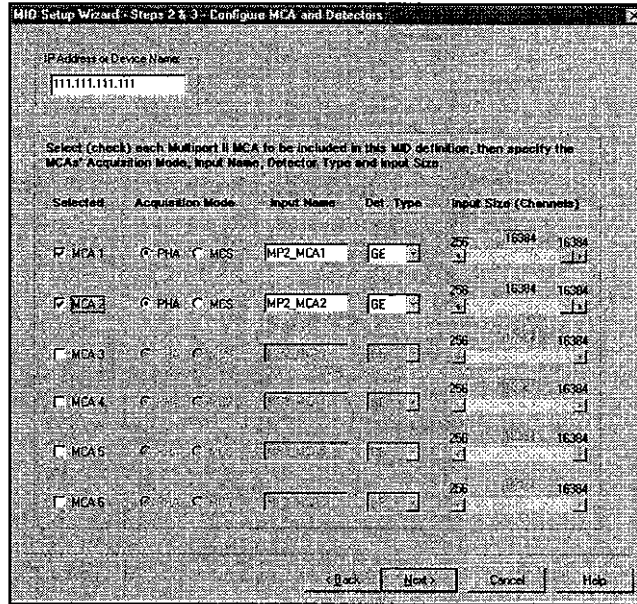 MID Setup Wizard - Steps 2 & 3 - Configure MCA and Detectors
IP Address or Device Name:
111.111.111.111
Select (check) each Multiport II MCA to be included in this MID definition, then specify the
MCAs' Acquisition Mode, Input Name, Detector Type and Input Size.
Selected Acquisition Mode Input Name Det. Type Input Size (Channels)
MCA 1 PHA MCS MP2_MCA1 GE 256 16384 16384
MCA 2 PHA MCS MP2_MCA2 GE 256 16384 16384
MCA 3 256 16384
MCA 4 256 16384
MCA 5 256 16384
MCA 6 256 16384
< Back Next > Cancel Help